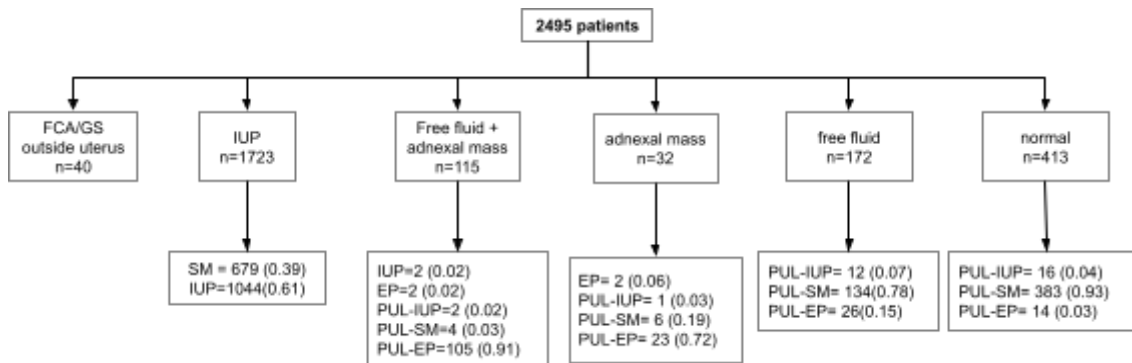 2495 patients
FCA/GS
outside uterus
n=40
IUP
n=1723
Free fluid +
adnexal mass
n=115
adnexal mass
n=32
free fluid
n=172
normal
n=413
SM = 679 (0.39)
IUP=1044(0.61)
IUP=2 (0.02)
EP=2 (0.02)
PUL-IUP=2 (0.02)
PUL-SM=4 (0.03)
PUL-EP=105 (0.91)
EP= 2 (0.06)
PUL-IUP= 1 (0.03)
PUL-SM= 6 (0.19)
PUL-EP= 23 (0.72)
PUL-IUP= 12 (0.07)
PUL-SM= 134(0.78)
PUL-EP= 26(0.15)
PUL-IUP= 16 (0.04)
PUL-SM= 383 (0.93)
PUL-EP= 14 (0.03)